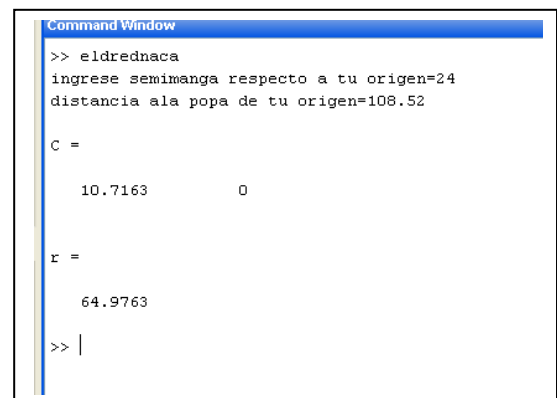 Command Window
>> eldrednaca
ingrese semimanga respecto a tu origen=24
distancia ala popa de tu origen=108.52
C =
10.7163 0
r =
64.9763
>>